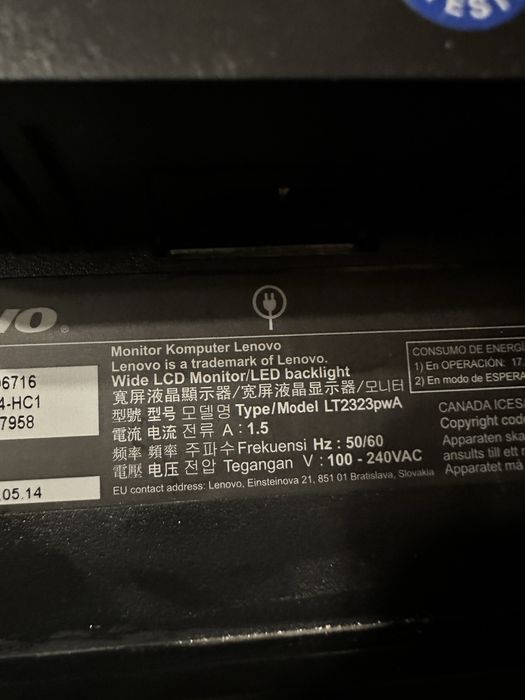 TEST
VO®
06716
4-HC1
7958
.05.14
Monitor Komputer Lenovo
Lenovo is a trademark of Lenovo.
Wide LCD Monitor/LED backlight
寬屏液晶顯示器/宽屏液晶显示器/모니터
型號 型号 모델명 Type/Model LT2323pwA
電流 电流 전류 A : 1.5
频率 頻率 주파수 Frekuensi Hz : 50/60
電壓 电压 전압 Tegangan V : 100 - 240VAC
EU contact address: Lenovo, Einsteinova 21, 851 01 Bratislava, Slovakia
CONSUMO DE ENERGI
1) En OPERACIÓN: 17.
2) En modo de ESPERA
CANADA ICES
Copyright cod
Apparaten ska
ansults till ett
Apparatet må